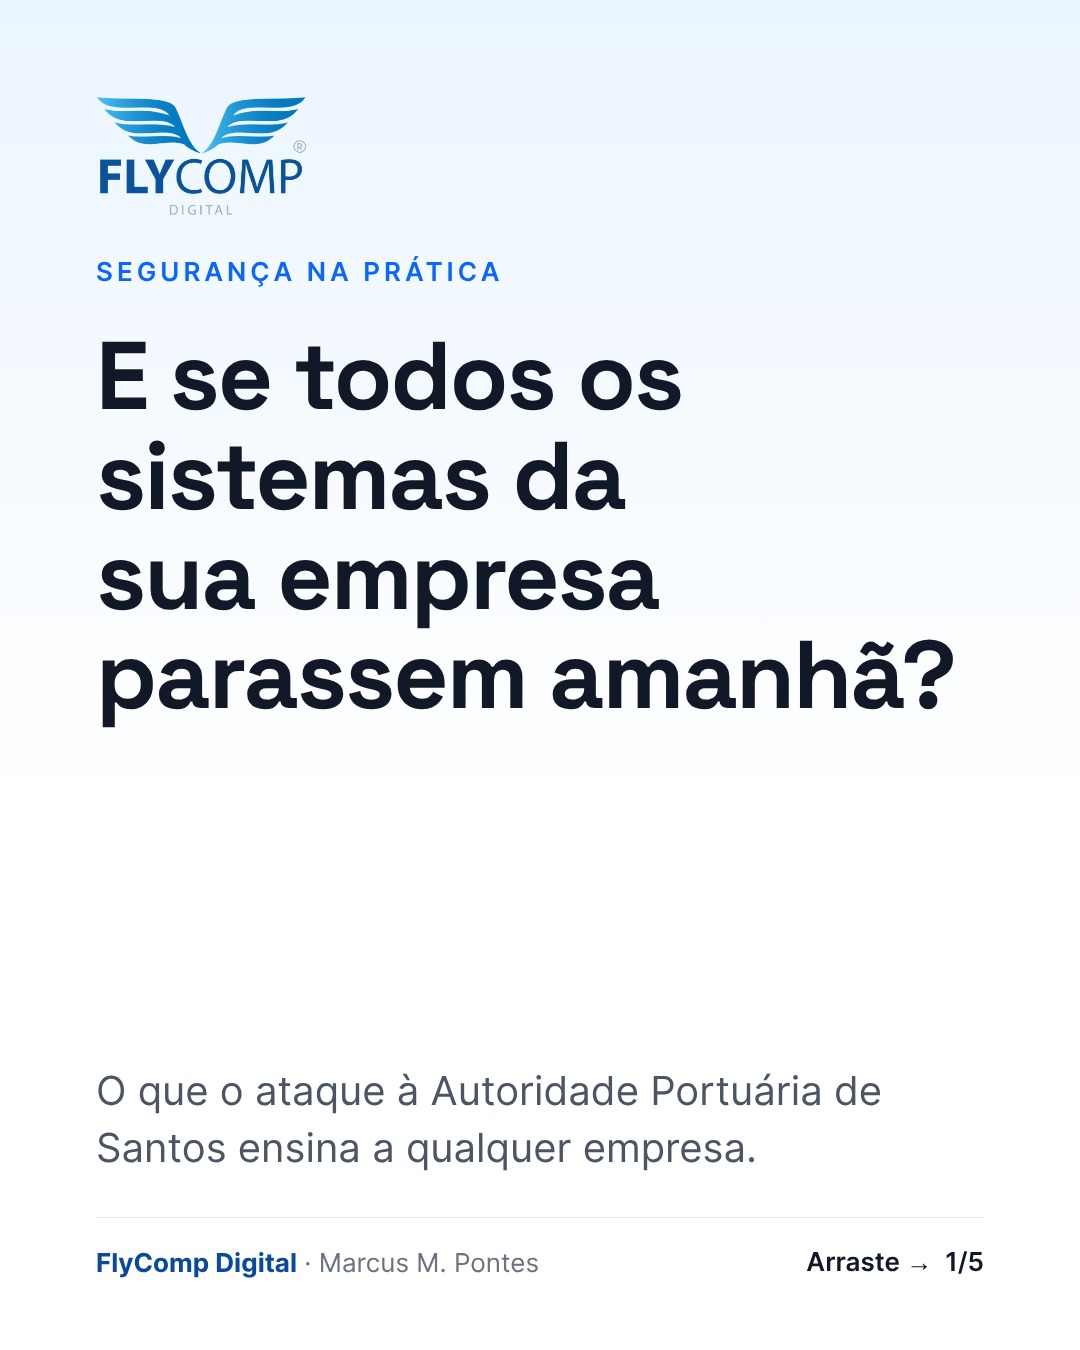 FLYCOMP®
DIGITAL
SEGURANÇA NA PRÁTICA
E se todos os
sistemas da
sua empresa
parassem amanhã?
O que o ataque à Autoridade Portuária de
Santos ensina a qualquer empresa.
FlyComp Digital · Marcus M. Pontes
Arraste → 1/5